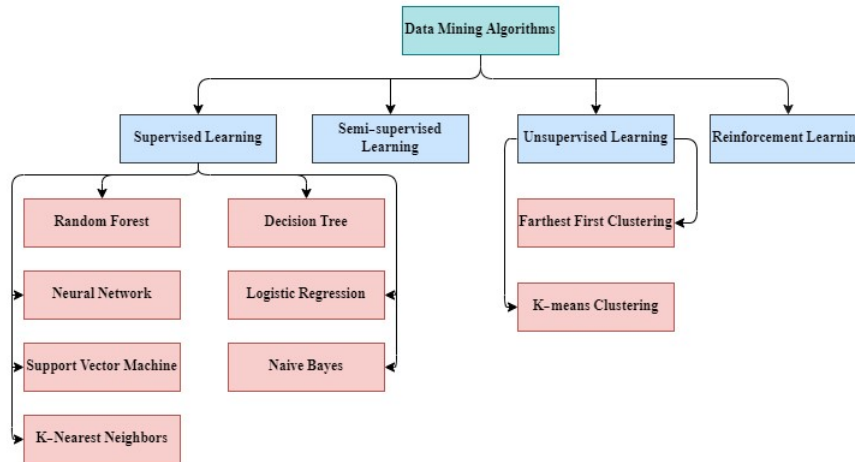 Data Mining Algorithms
Supervised Learning
Semi-supervised
Learning
Unsupervised Learning
Reinforcement Learning
Random Forest
Decision Tree
Farthest First Clustering
Neural Network
Logistic Regression
K-means Clustering
Support Vector Machine
Naive Bayes
K-Nearest Neighbors